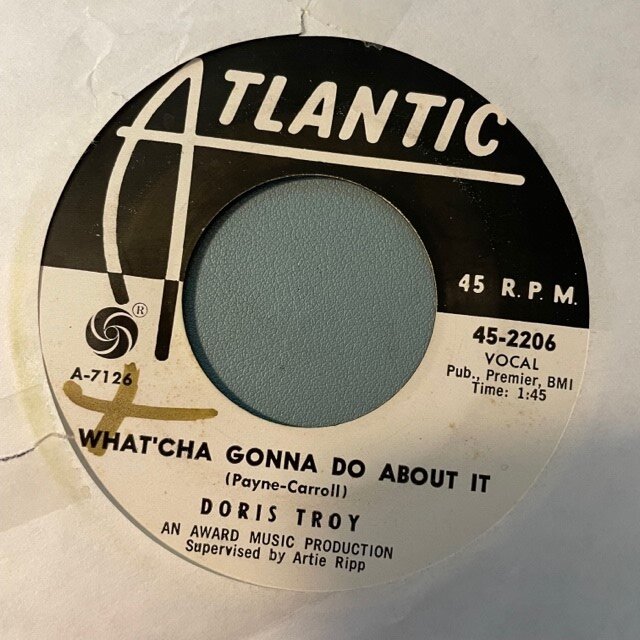 ATLANTIC
45 R.P.M.
®
45-2206
VOCAL
Pub., Premier, BMI
Time: 1:45
A-7126
WHAT'CHA GONNA DO ABOUT IT
(Payne-Carroll)
DORIS TROY
AN AWARD MUSIC PRODUCTION
Supervised by Artie Ripp